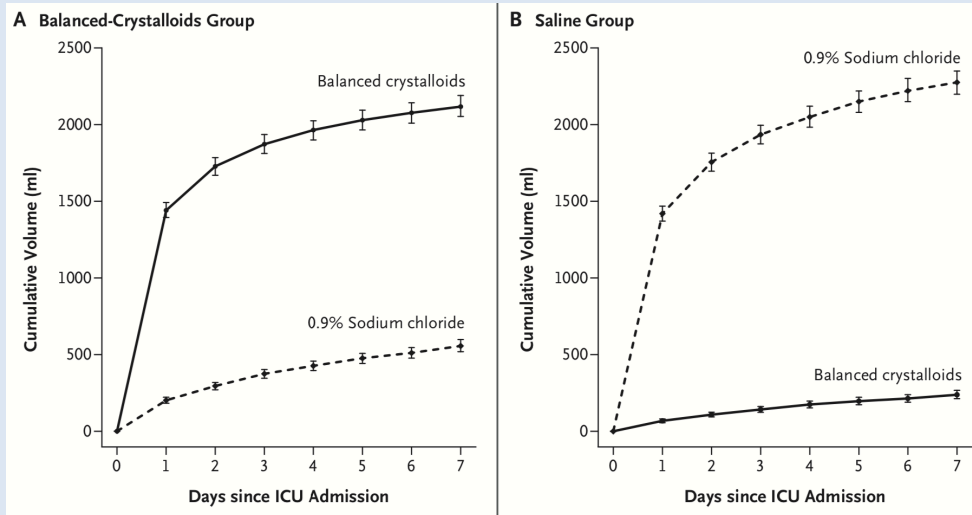 A Balanced-Crystalloids Group
2500
2000
1500
1000
500
0
Cumulative Volume (ml)
Balanced crystalloids
0.9% Sodium chloride
0 1 2 3 4 5 6 7
Days since ICU Admission
B Saline Group
2500
2000
1500
1000
500
0
Cumulative Volume (ml)
0.9% Sodium chloride
Balanced crystalloids
0 1 2 3 4 5 6 7
Days since ICU Admission